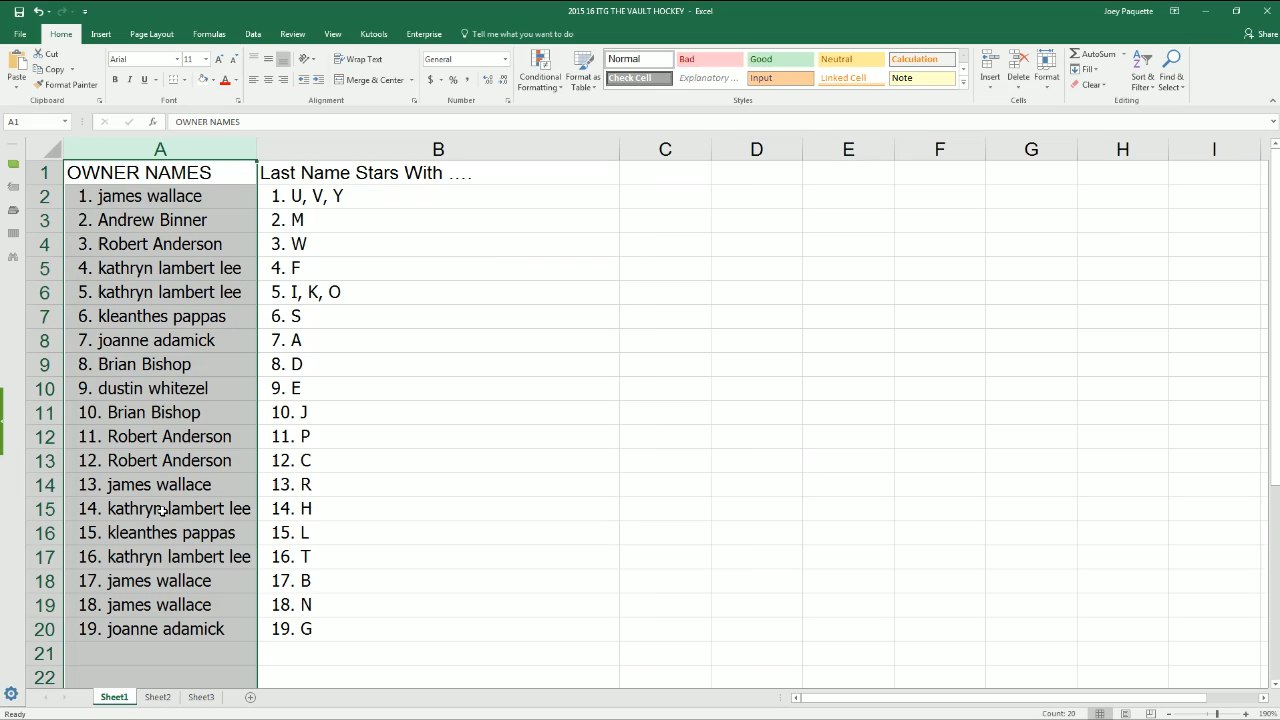 2015 16 ITG THE VAULT HOCKEY - Excel
Joey Paquette
File Home Insert Page Layout Formulas Data Review View Kutools Enterprise Tell me what you want to do Share
Paste
Cut
Copy
Format Painter
Clipboard
Arial 11
B I U
Font
Wrap Text
Merge & Center
Alignment
General
$ % ,
Number
Conditional Formatting
Format as Table
Normal Bad Good Neutral Calculation
Check Cell Explanatory ... Input Linked Cell Note
Styles
Insert Delete Format
Cells
AutoSum
Fill
Clear
Sort & Filter
Find & Select
Editing
A1 fx OWNER NAMES
A B C D E F G H I
1 OWNER NAMES Last Name Stars With ....
2 1. james wallace 1. U, V, Y
3 2. Andrew Binner 2. M
4 3. Robert Anderson 3. W
5 4. kathryn lambert lee 4. F
6 5. kathryn lambert lee 5. I, K, O
7 6. kleanthes pappas 6. S
8 7. joanne adamick 7. A
9 8. Brian Bishop 8. D
10 9. dustin whitezel 9. E
11 10. Brian Bishop 10. J
12 11. Robert Anderson 11. P
13 12. Robert Anderson 12. C
14 13. james wallace 13. R
15 14. kathryn lambert lee 14. H
16 15. kleanthes pappas 15. L
17 16. kathryn lambert lee 16. T
18 17. james wallace 17. B
19 18. james wallace 18. N
20 19. joanne adamick 19. G
21
22
Sheet1 Sheet2 Sheet3
Ready Count: 20 190%